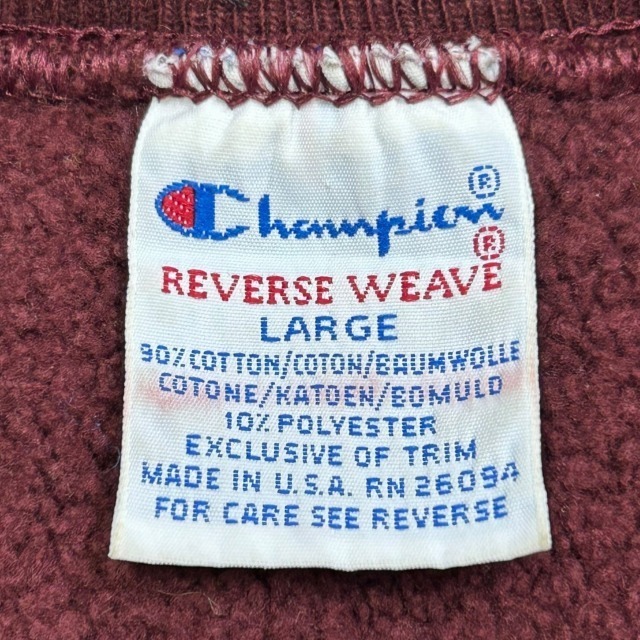 Champion®
REVERSE WEAVE®
LARGE
90% COTTON/COTON/BAUMWOLLE
COTONE/KATOEN/BOMULD
10% POLYESTER
EXCLUSIVE OF TRIM
MADE IN U.S.A. RN 26094
FOR CARE SEE REVERSE